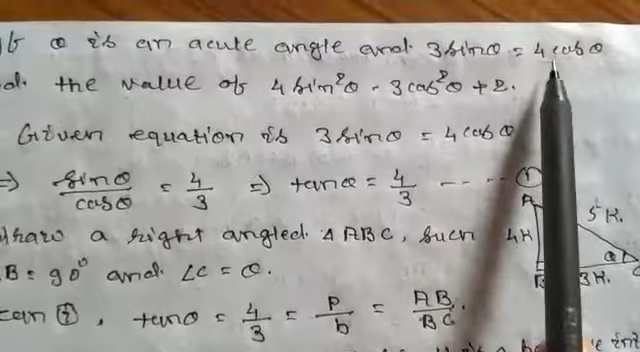 θ is an acute angle and 3 sinθ = 4 cosθ
the value of 4 sin²θ - 3 cos²θ + 2.
Given equation is 3 sinθ = 4 cosθ
⇒ sinθ/cosθ = 4/3 ⇒ tanθ = 4/3 ---- ①
a right angled Δ ABC, such
A
5K
4K
B = 90° and ∠C = θ.
θ
C
B
3K.
tanθ = 4/3 = P/b = AB/BC.